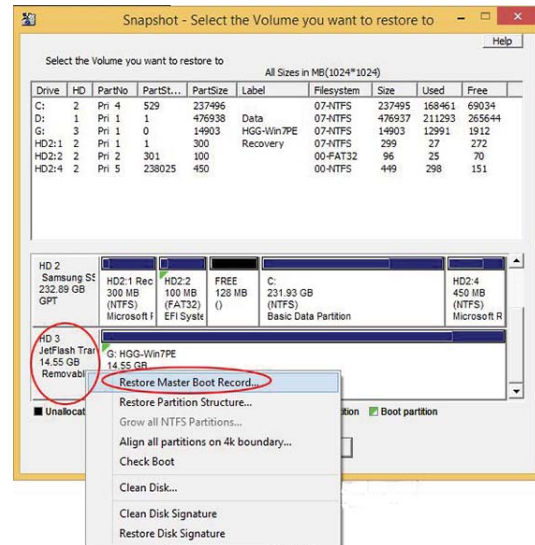 Snapshot - Select the Volume you want to restore to
Help
Select the Volume you want to restore to
All Sizes in MB(1024*1024)
Drive HD PartNo PartSt... PartSize Label Filesystem Size Used Free
C: 2 Pri 4 529 237496 07-NTFS 237495 168461 69034
D: 1 Pri 1 1 476938 Data 07-NTFS 476937 211293 265644
G: 3 Pri 1 0 14903 HGG-Win7PE 07-NTFS 14903 12991 1912
HD2:1 2 Pri 1 1 300 Recovery 07-NTFS 299 27 272
HD2:2 2 Pri 2 301 100 00-FAT32 96 25 70
HD2:4 2 Pri 5 238025 450 00-NTFS 449 298 151
HD 2
Samsung SS
232.89 GB
GPT
HD2:1 Rec
300 MB
(NTFS)
Microsoft F
HD2:2
100 MB
(FAT32)
EFI Syste
FREE
128 MB
()
C:
231.93 GB
(NTFS)
Basic Data Partition
HD2:4
450 MB
(NTFS)
Microsoft R
HD 3
JetFlash Tran
14.55 GB
Removabl
G: HGG-Win7PE
14.55 GB
Unallocat
ition
Boot partition
Restore Master Boot Record...
Restore Partition Structure...
Grow all NTFS Partitions...
Align all partitions on 4k boundary...
Check Boot
Clean Disk...
Clean Disk Signature
Restore Disk Signature